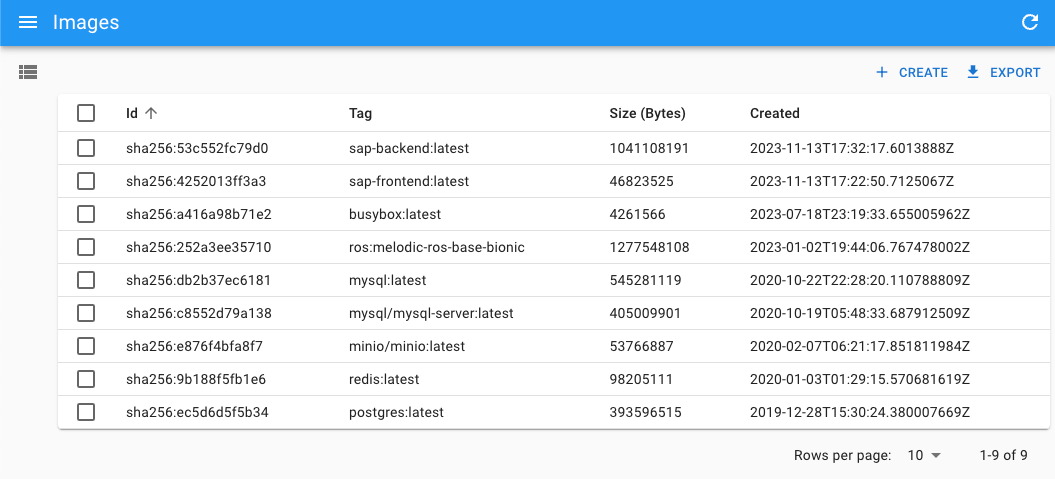 Images
CREATE EXPORT
Id Tag Size (Bytes) Created
sha256:53c552fc79d0 sap-backend:latest 1041108191 2023-11-13T17:32:17.6013888Z
sha256:4252013ff3a3 sap-frontend:latest 46823525 2023-11-13T17:22:50.7125067Z
sha256:a416a98b71e2 busybox:latest 4261566 2023-07-18T23:19:33.655005962Z
sha256:252a3ee35710 ros:melodic-ros-base-bionic 1277548108 2023-01-02T19:44:06.767478002Z
sha256:db2b37ec6181 mysql:latest 545281119 2020-10-22T22:28:20.110788809Z
sha256:c8552d79a138 mysql/mysql-server:latest 405009901 2020-10-19T05:48:33.687912509Z
sha256:e876f4bfa8f7 minio/minio:latest 53766887 2020-02-07T06:21:17.851811984Z
sha256:9b188f5fb1e6 redis:latest 98205111 2020-01-03T01:29:15.570681619Z
sha256:ec5d6d5f5b34 postgres:latest 393596515 2019-12-28T15:30:24.380007669Z
Rows per page: 10 1-9 of 9